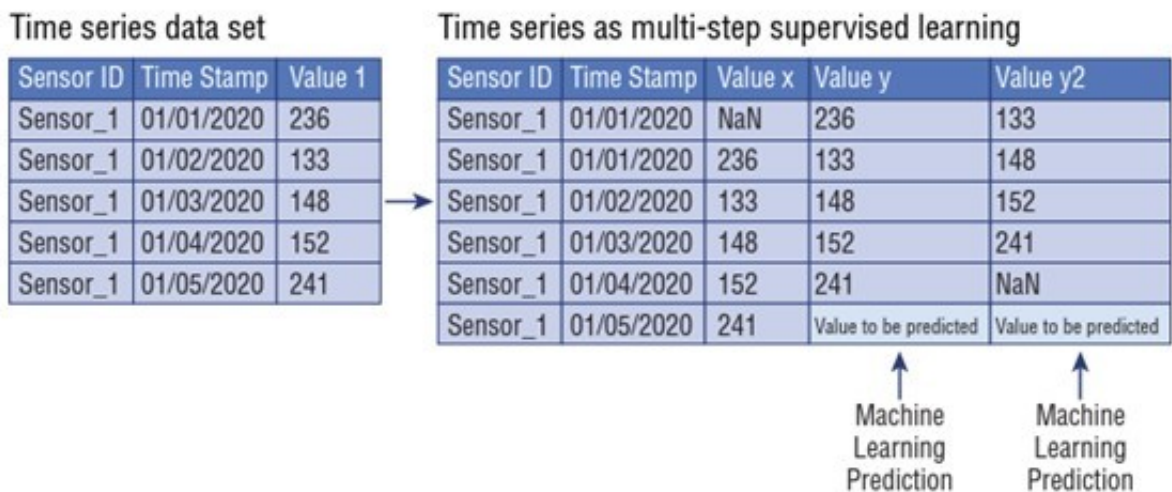 Time series data set
Sensor ID Time Stamp Value 1
Sensor_1 01/01/2020 236
Sensor_1 01/02/2020 133
Sensor_1 01/03/2020 148
Sensor_1 01/04/2020 152
Sensor_1 01/05/2020 241
Time series as multi-step supervised learning
Sensor ID Time Stamp Value x Value y Value y2
Sensor_1 01/01/2020 NaN 236 133
Sensor_1 01/01/2020 236 133 148
Sensor_1 01/02/2020 133 148 152
Sensor_1 01/03/2020 148 152 241
Sensor_1 01/04/2020 152 241 NaN
Sensor_1 01/05/2020 241 Value to be predicted Value to be predicted
Machine
Learning
Prediction
Machine
Learning
Prediction